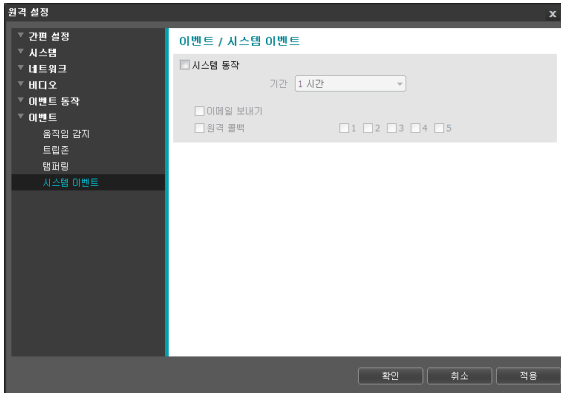 원격 설정 x
간편 설정
시스템
네트워크
비디오
이벤트 동작
이벤트
움직임 감지
트립존
탬퍼링
시스템 이벤트
이벤트 / 시스템 이벤트
시스템 동작
기간 1 시간
이메일 보내기
원격 콜백 1 2 3 4 5
확인 취소 적용